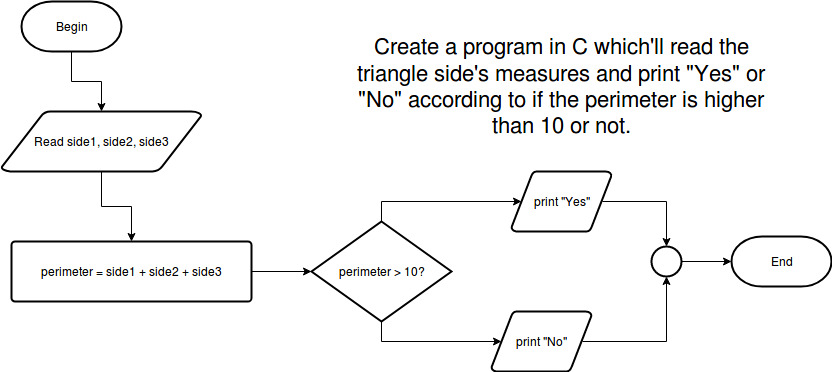 Begin
Create a program in C which'll read the
triangle side's measures and print "Yes" or
"No" according to if the perimeter is higher
than 10 or not.
Read side1, side2, side3
print "Yes"
perimeter = side1 + side2 + side3
perimeter > 10?
End
print "No"